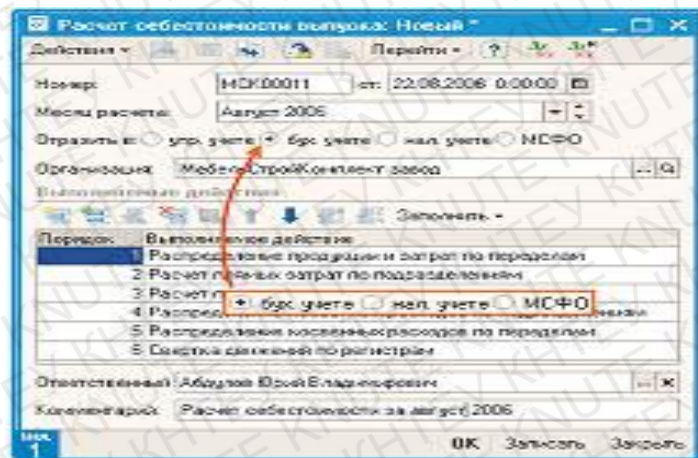 Расчет себестоимости выпуска: Новый *
Действия Перейти
Номер: МСК00011 от: 22.08.2006 0:00:00
Месяц расчета: Август 2006
Отразить в: упр. учете бух. учете нал. учете МСФО
Организация: МебельСтройКомплект завод
Выполняемые действия
Заполнить
Порядок Выполняемое действие
1 Распределение продукции и затрат по переделам
2 Расчет прямых затрат по подразделениям
3 Расчет
бух. учете нал. учете МСФО
4 Распред
5 Распределение косвенных расходов по переделам
6 Свертка движений по регистрам
Ответственный: Абдулов Юрий Владимирович
Комментарий: Расчет себестоимости за август 2006
1 OK Записать Закрыть